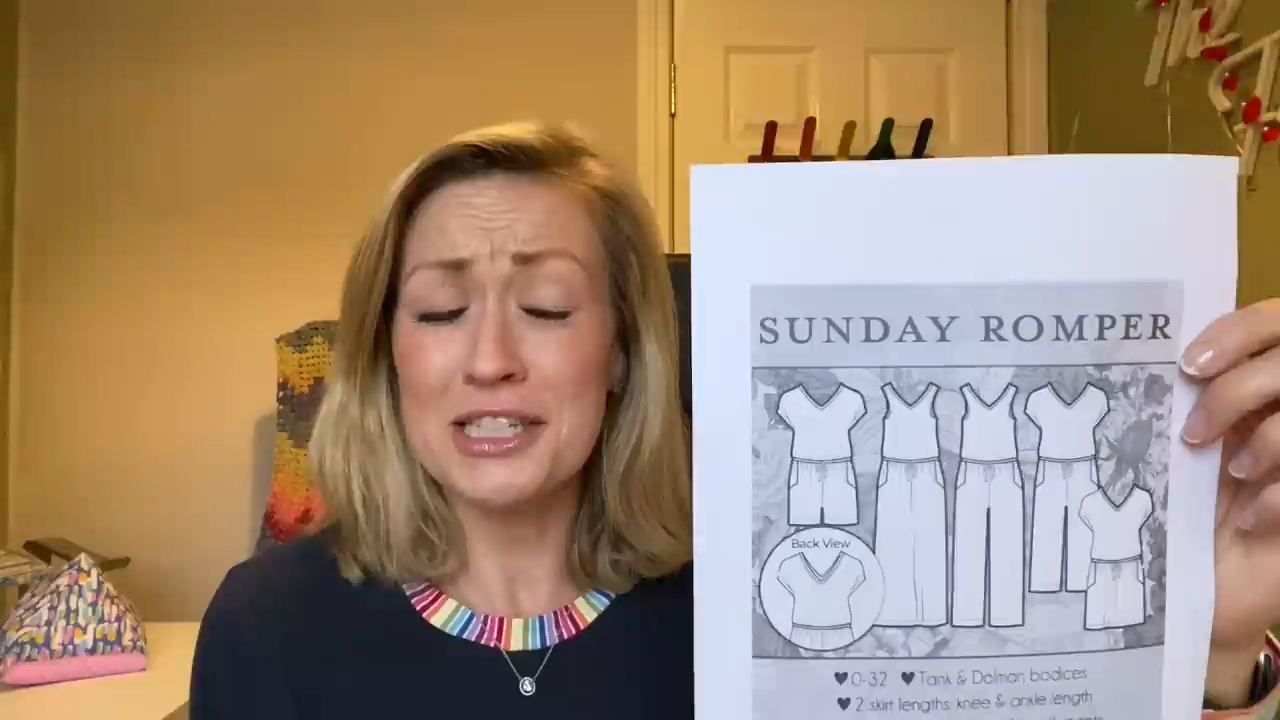 SUNDAY ROMPER
Back View
♥ 0-32 ♥ Tank & Dolman bodices
♥ 2 skirt lengths knee & ankle length